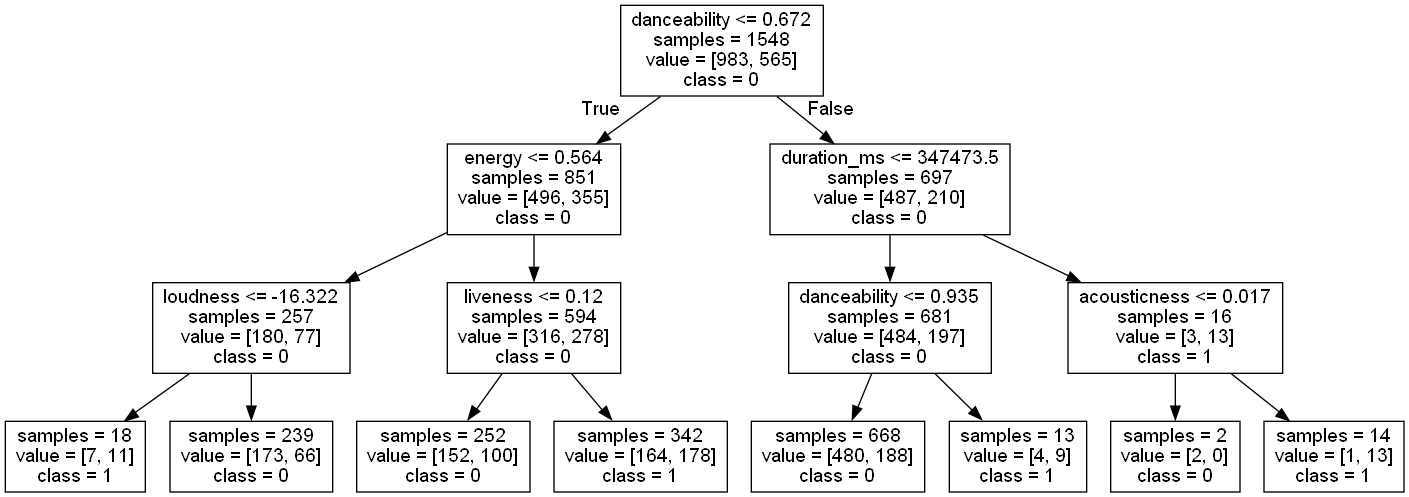 danceability <= 0.672
samples = 1548
value = [983, 565]
class = 0
True
False
energy <= 0.564
samples = 851
value = [496, 355]
class = 0
duration_ms <= 347473.5
samples = 697
value = [487, 210]
class = 0
loudness <= -16.322
samples = 257
value = [180, 77]
class = 0
liveness <= 0.12
samples = 594
value = [316, 278]
class = 0
danceability <= 0.935
samples = 681
value = [484, 197]
class = 0
acousticness <= 0.017
samples = 16
value = [3, 13]
class = 1
samples = 18
value = [7, 11]
class = 1
samples = 239
value = [173, 66]
class = 0
samples = 252
value = [152, 100]
class = 0
samples = 342
value = [164, 178]
class = 1
samples = 668
value = [480, 188]
class = 0
samples = 13
value = [4, 9]
class = 1
samples = 2
value = [2, 0]
class = 0
samples = 14
value = [1, 13]
class = 1